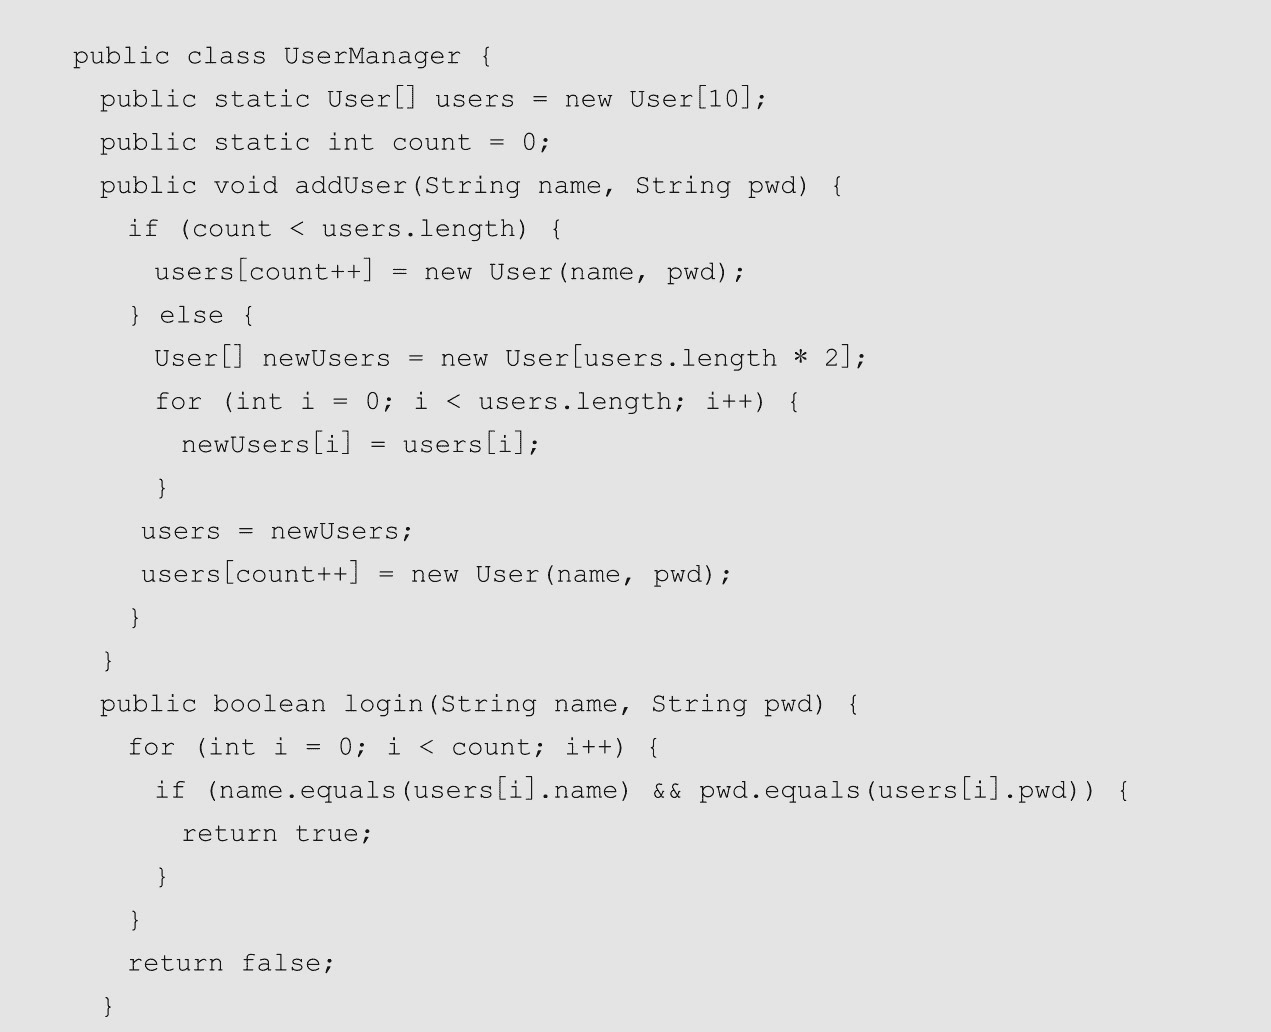 public class UserManager {
public static User[] users = new User[10];
public static int count = 0;
public void addUser(String name, String pwd) {
if (count < users.length) {
users[count++] = new User(name, pwd);
} else {
User[] newUsers = new User[users.length * 2];
for (int i = 0; i < users.length; i++) {
newUsers[i] = users[i];
}
users = newUsers;
users[count++] = new User(name, pwd);
}
}
public boolean login(String name, String pwd) {
for (int i = 0; i < count; i++) {
if (name.equals(users[i].name) && pwd.equals(users[i].pwd)) {
return true;
}
}
return false;
}